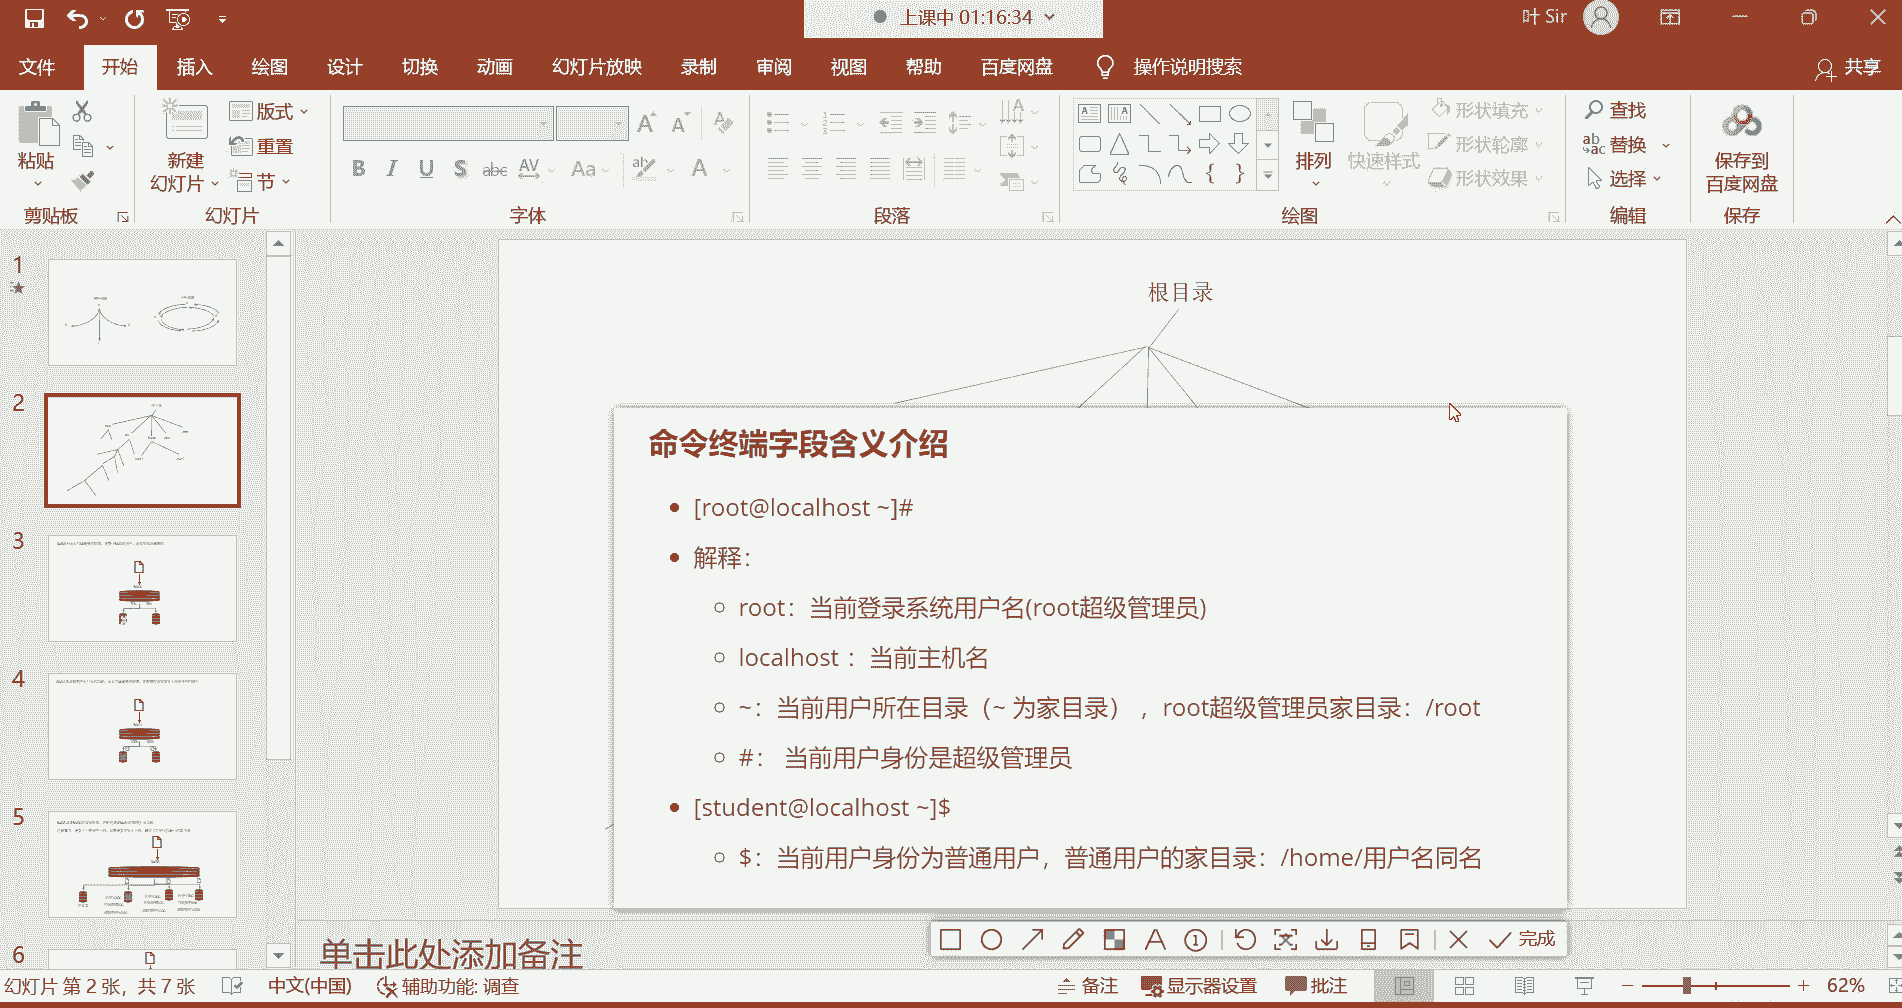 上课中 01:16:34
叶 Sir
文件 开始 插入 绘图 设计 切换 动画 幻灯片放映 录制 审阅 视图 帮助 百度网盘 操作说明搜索 共享
粘贴
剪贴板
新建
幻灯片
版式
重置
节
幻灯片
字体
段落
排列
快速样式
形状填充
形状轮廓
形状效果
绘图
查找
替换
选择
编辑
保存到
百度网盘
保存
1
2
3
4
5
6
根目录
命令终端字段含义介绍
[root@localhost ~]#
解释：
root：当前登录系统用户名(root超级管理员)
localhost ：当前主机名
~：当前用户所在目录（~ 为家目录），root超级管理员家目录：/root
#： 当前用户身份是超级管理员
[student@localhost ~]$
$：当前用户身份为普通用户，普通用户的家目录：/home/用户名同名
完成
单击此处添加备注
幻灯片 第 2 张，共 7 张 中文(中国) 辅助功能: 调查 备注 显示器设置 批注 62%